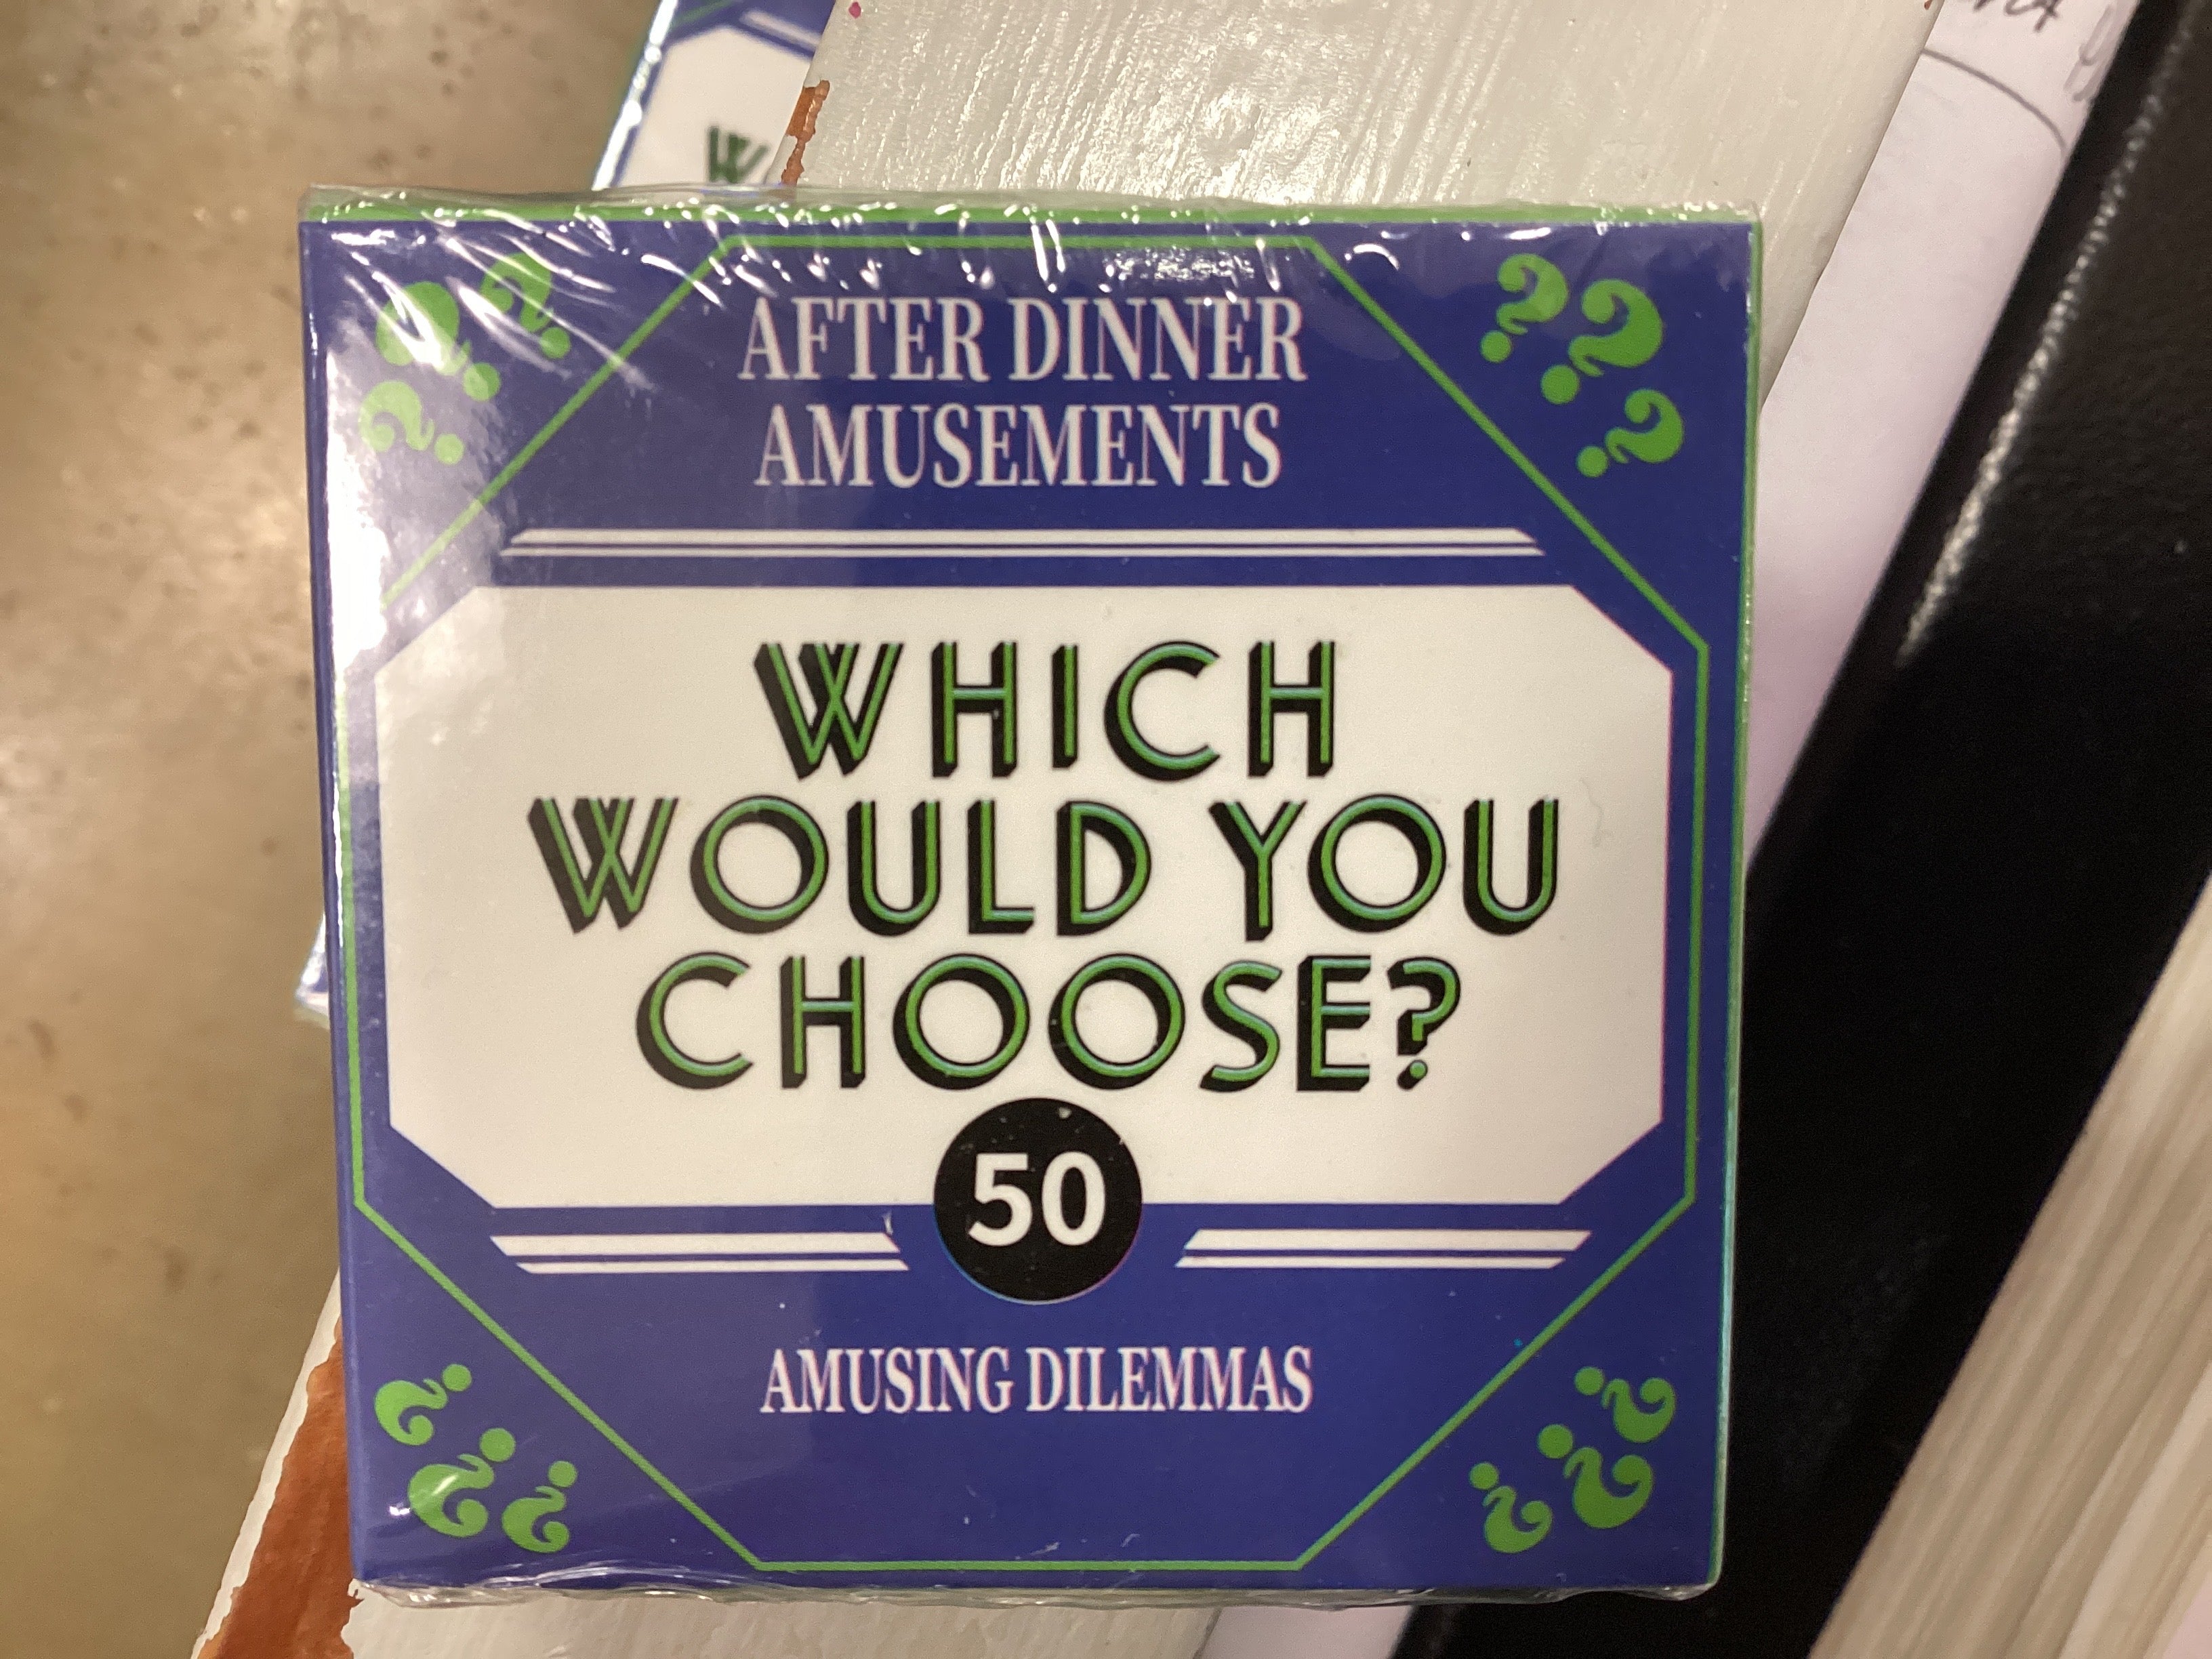 W
AFTER DINNER
AMUSEMENTS
WHICH
WOULD YOU
CHOOSE?
50
AMUSING DILEMMAS